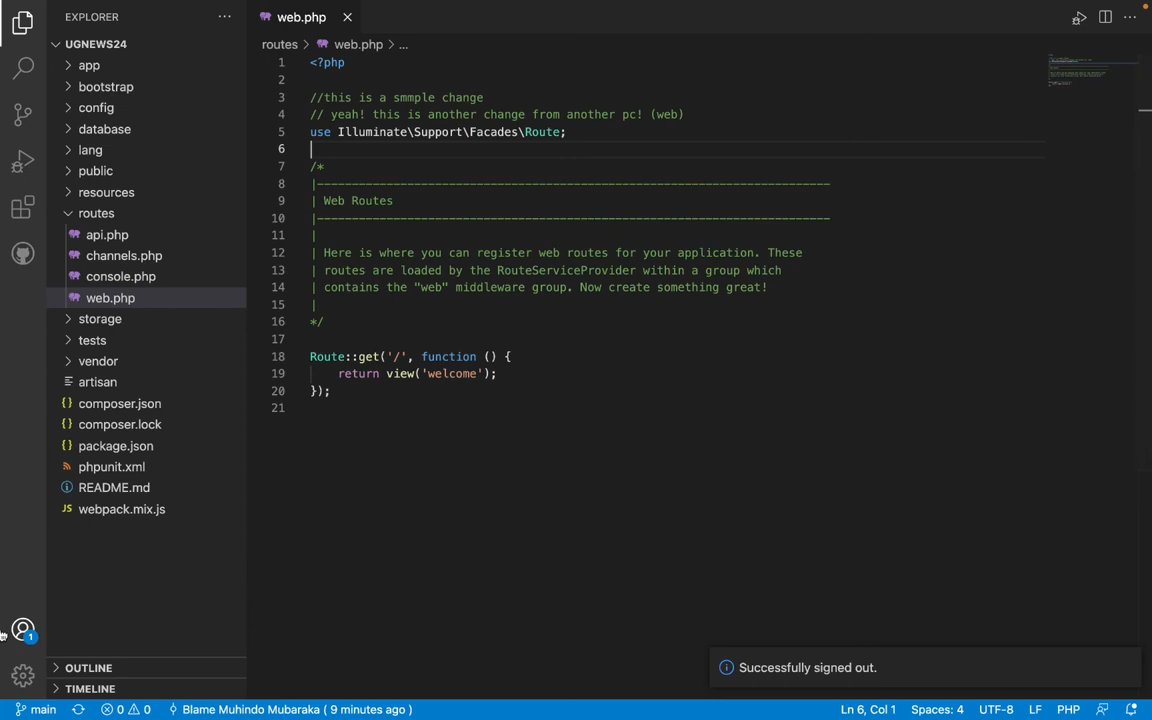 EXPLORER
UGNEWS24
app
bootstrap
config
database
lang
public
resources
routes
api.php
channels.php
console.php
web.php
storage
tests
vendor
artisan
{} composer.json
{} composer.lock
{} package.json
phpunit.xml
README.md
JS webpack.mix.js
OUTLINE
TIMELINE
1
web.php
routes > web.php > ...
1 <?php
2
3 //this is a smmple change
4 // yeah! this is another change from another pc! (web)
5 use Illuminate\Support\Facades\Route;
6
7 /*
8 |--------------------------------------------------------------------------
9 | Web Routes
10 |--------------------------------------------------------------------------
11 |
12 | Here is where you can register web routes for your application. These
13 | routes are loaded by the RouteServiceProvider within a group which
14 | contains the "web" middleware group. Now create something great!
15 |
16 */
17
18 Route::get('/', function () {
19     return view('welcome');
20 });
21
Successfully signed out.
main 0 0 Blame Muhindo Mubaraka ( 9 minutes ago ) Ln 6, Col 1 Spaces: 4 UTF-8 LF PHP